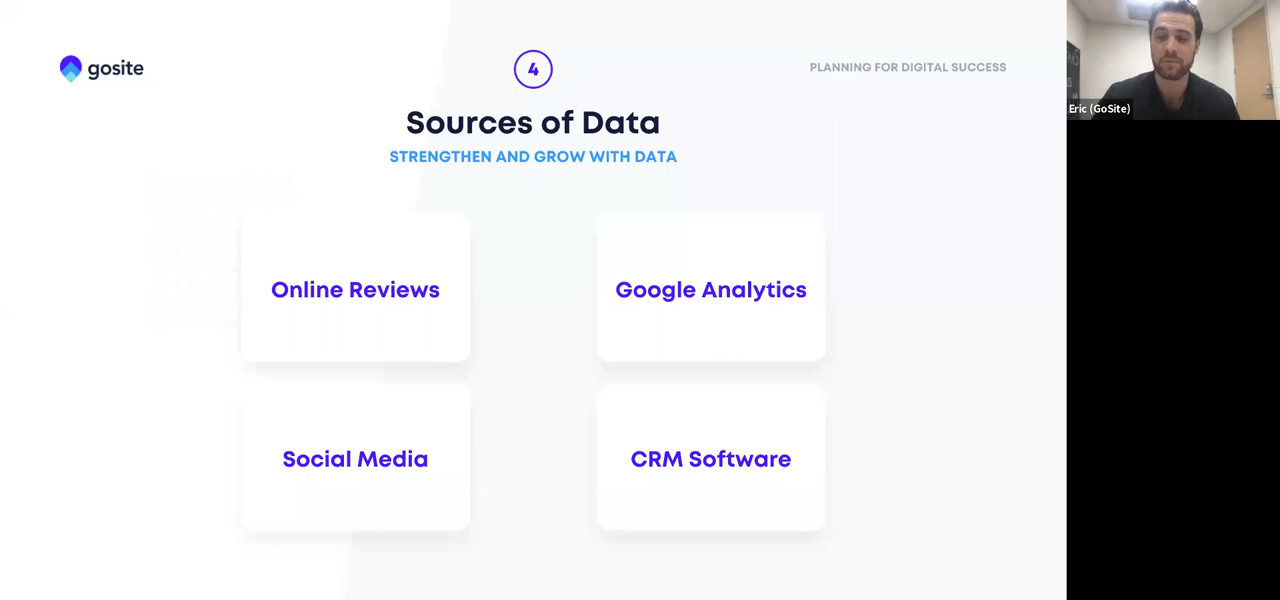 gosite
4
PLANNING FOR DIGITAL SUCCESS
Sources of Data
STRENGTHEN AND GROW WITH DATA
Online Reviews
Google Analytics
Social Media
CRM Software
Eric (GoSite)